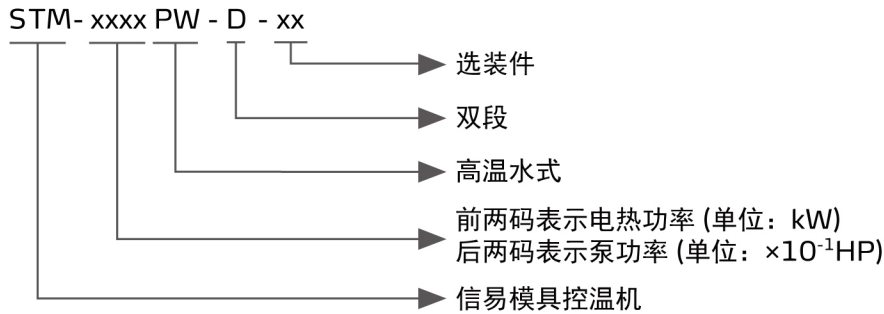 STM- xxxx PW - D - xx
选装件
双段
高温水式
前两码表示电热功率 (单位：kW)
后两码表示泵功率 (单位：×10⁻¹HP)
信易模具控温机